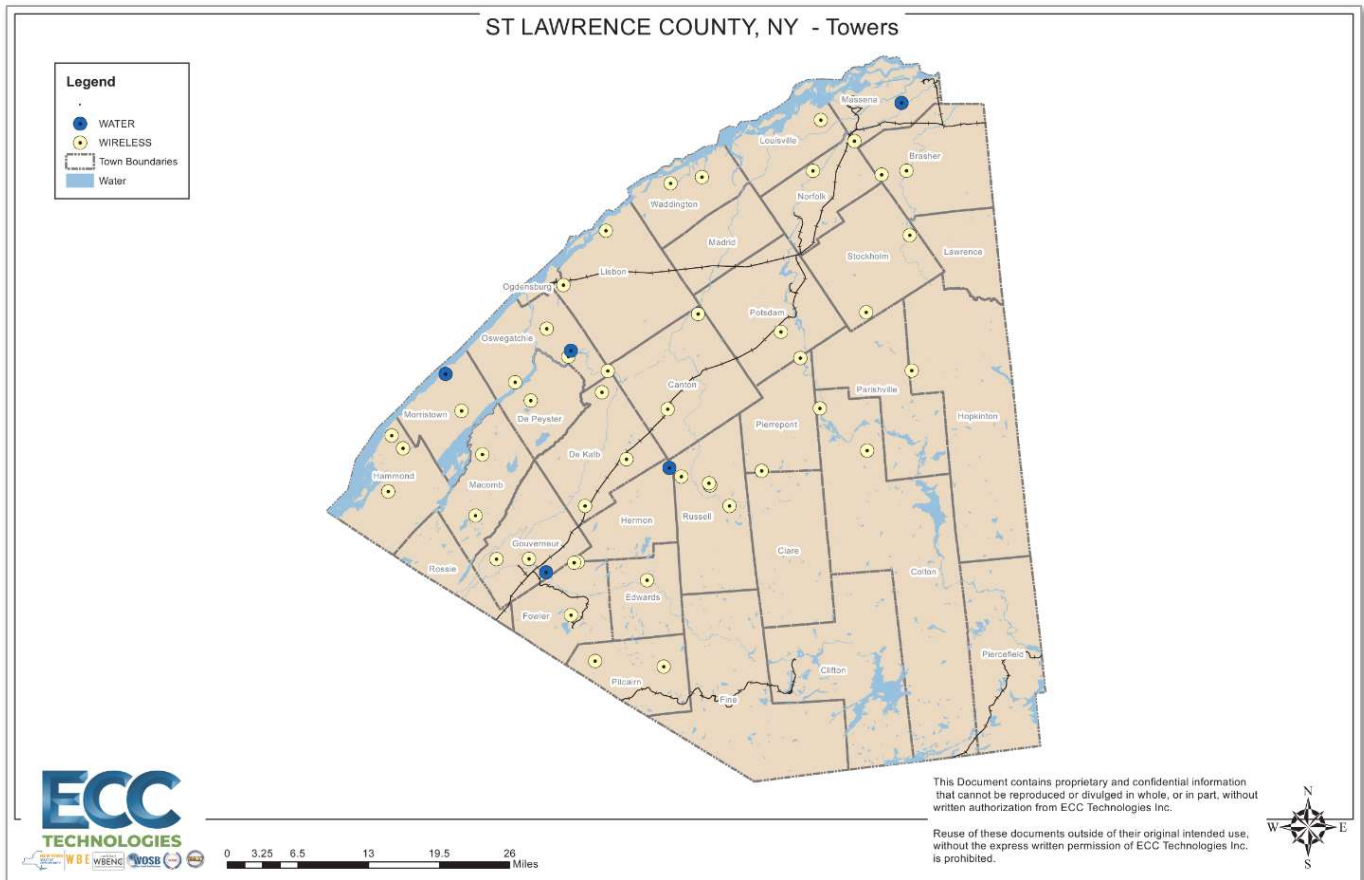 ST LAWRENCE COUNTY, NY - Towers
Legend
WATER
WIRELESS
Town Boundaries
Water
Massena
Louisville
Brasher
Waddington
Norfolk
Madrid
Stockholm
Lawrence
Lisbon
Ogdensburg
Potsdam
Oswegatchie
Canton
Parishville
Morristown
De Peyster
Hopkinton
Pierrepont
De Kalb
Hammond
Macomb
Russell
Hermon
Gouverneur
Clare
Rossie
Colton
Edwards
Fowler
Piercefield
Clifton
Pitcairn
Fine
ECC
TECHNOLOGIES
WBE
WBENC
WOSB
0 3.25 6.5 13 19.5 26
Miles
This Document contains proprietary and confidential information
that cannot be reproduced or divulged in whole, or in part, without
written authorization from ECC Technologies Inc.
Reuse of these documents outside of their original intended use,
without the express written permission of ECC Technologies Inc.
is prohibited.
N
W E
S